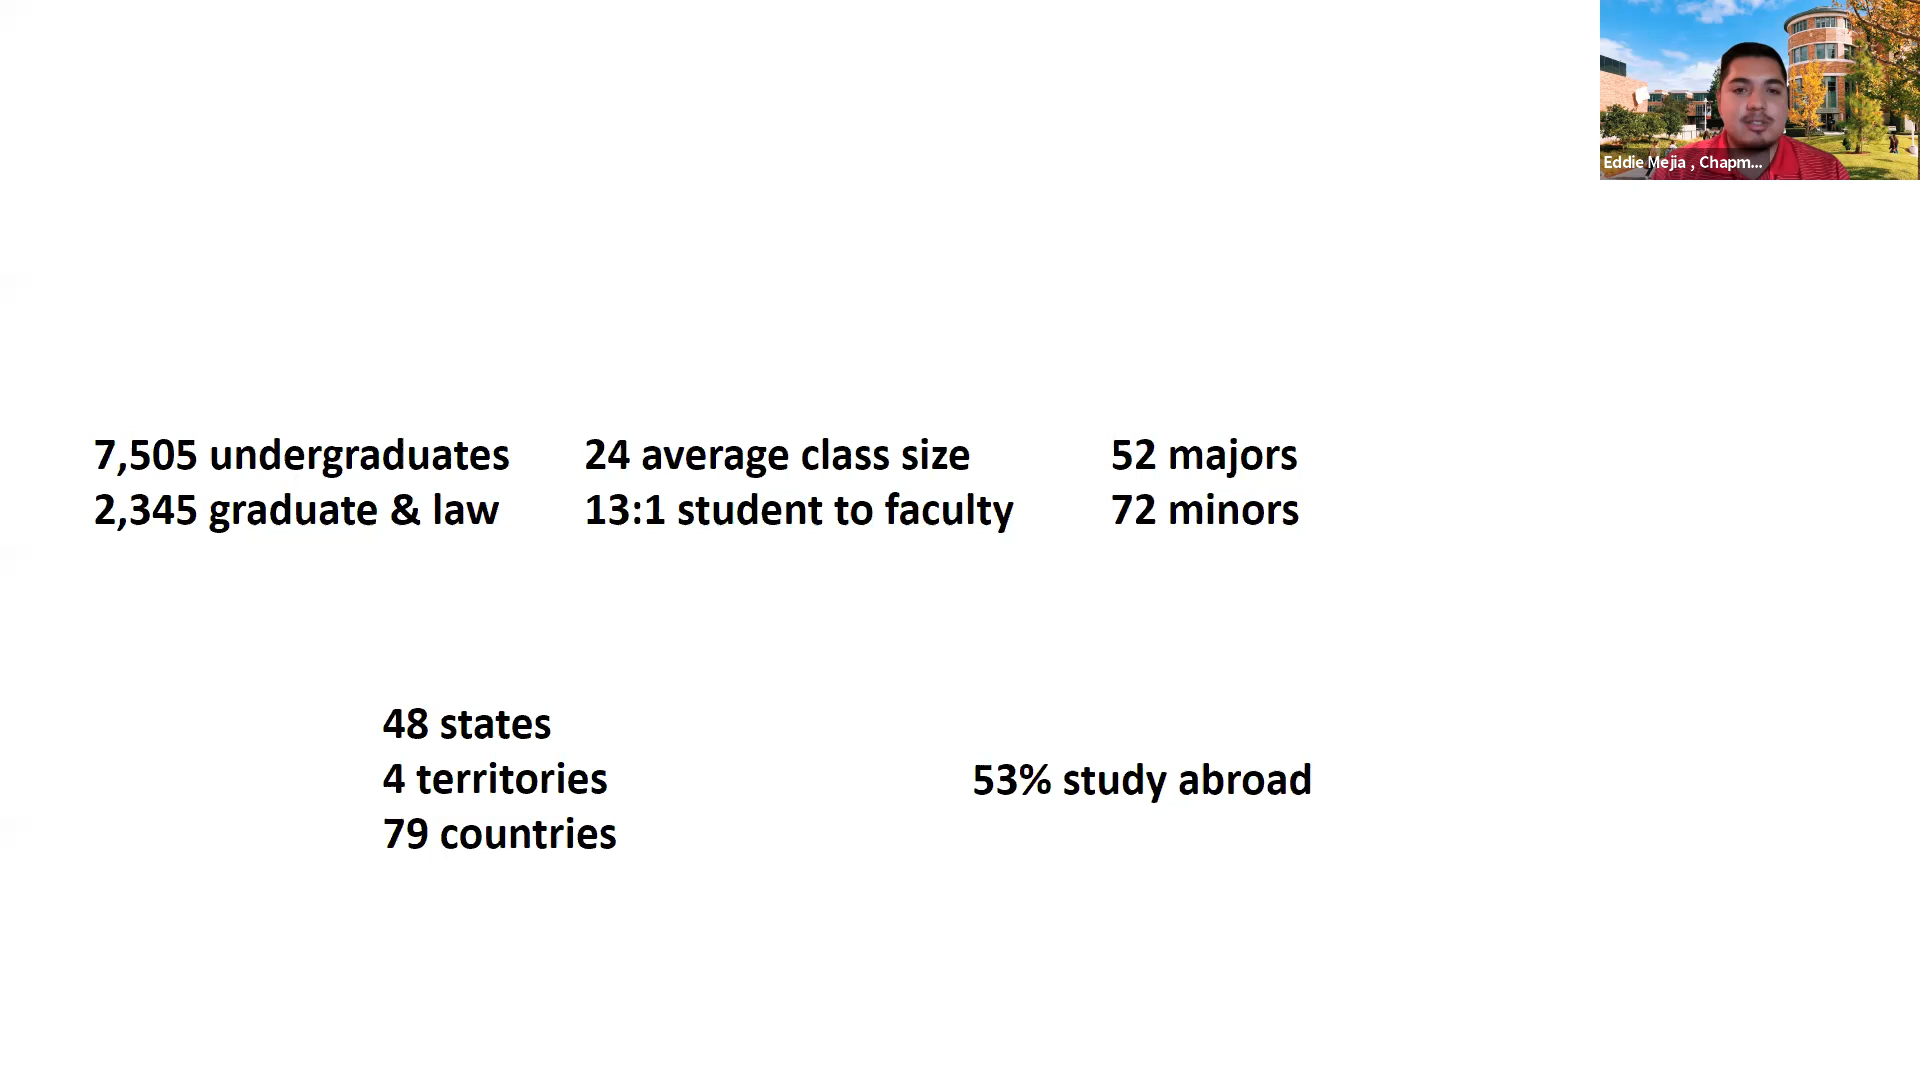 Eddie Mejia , Chapm...
7,505 undergraduates
2,345 graduate & law
24 average class size
13:1 student to faculty
52 majors
72 minors
48 states
4 territories
79 countries
53% study abroad